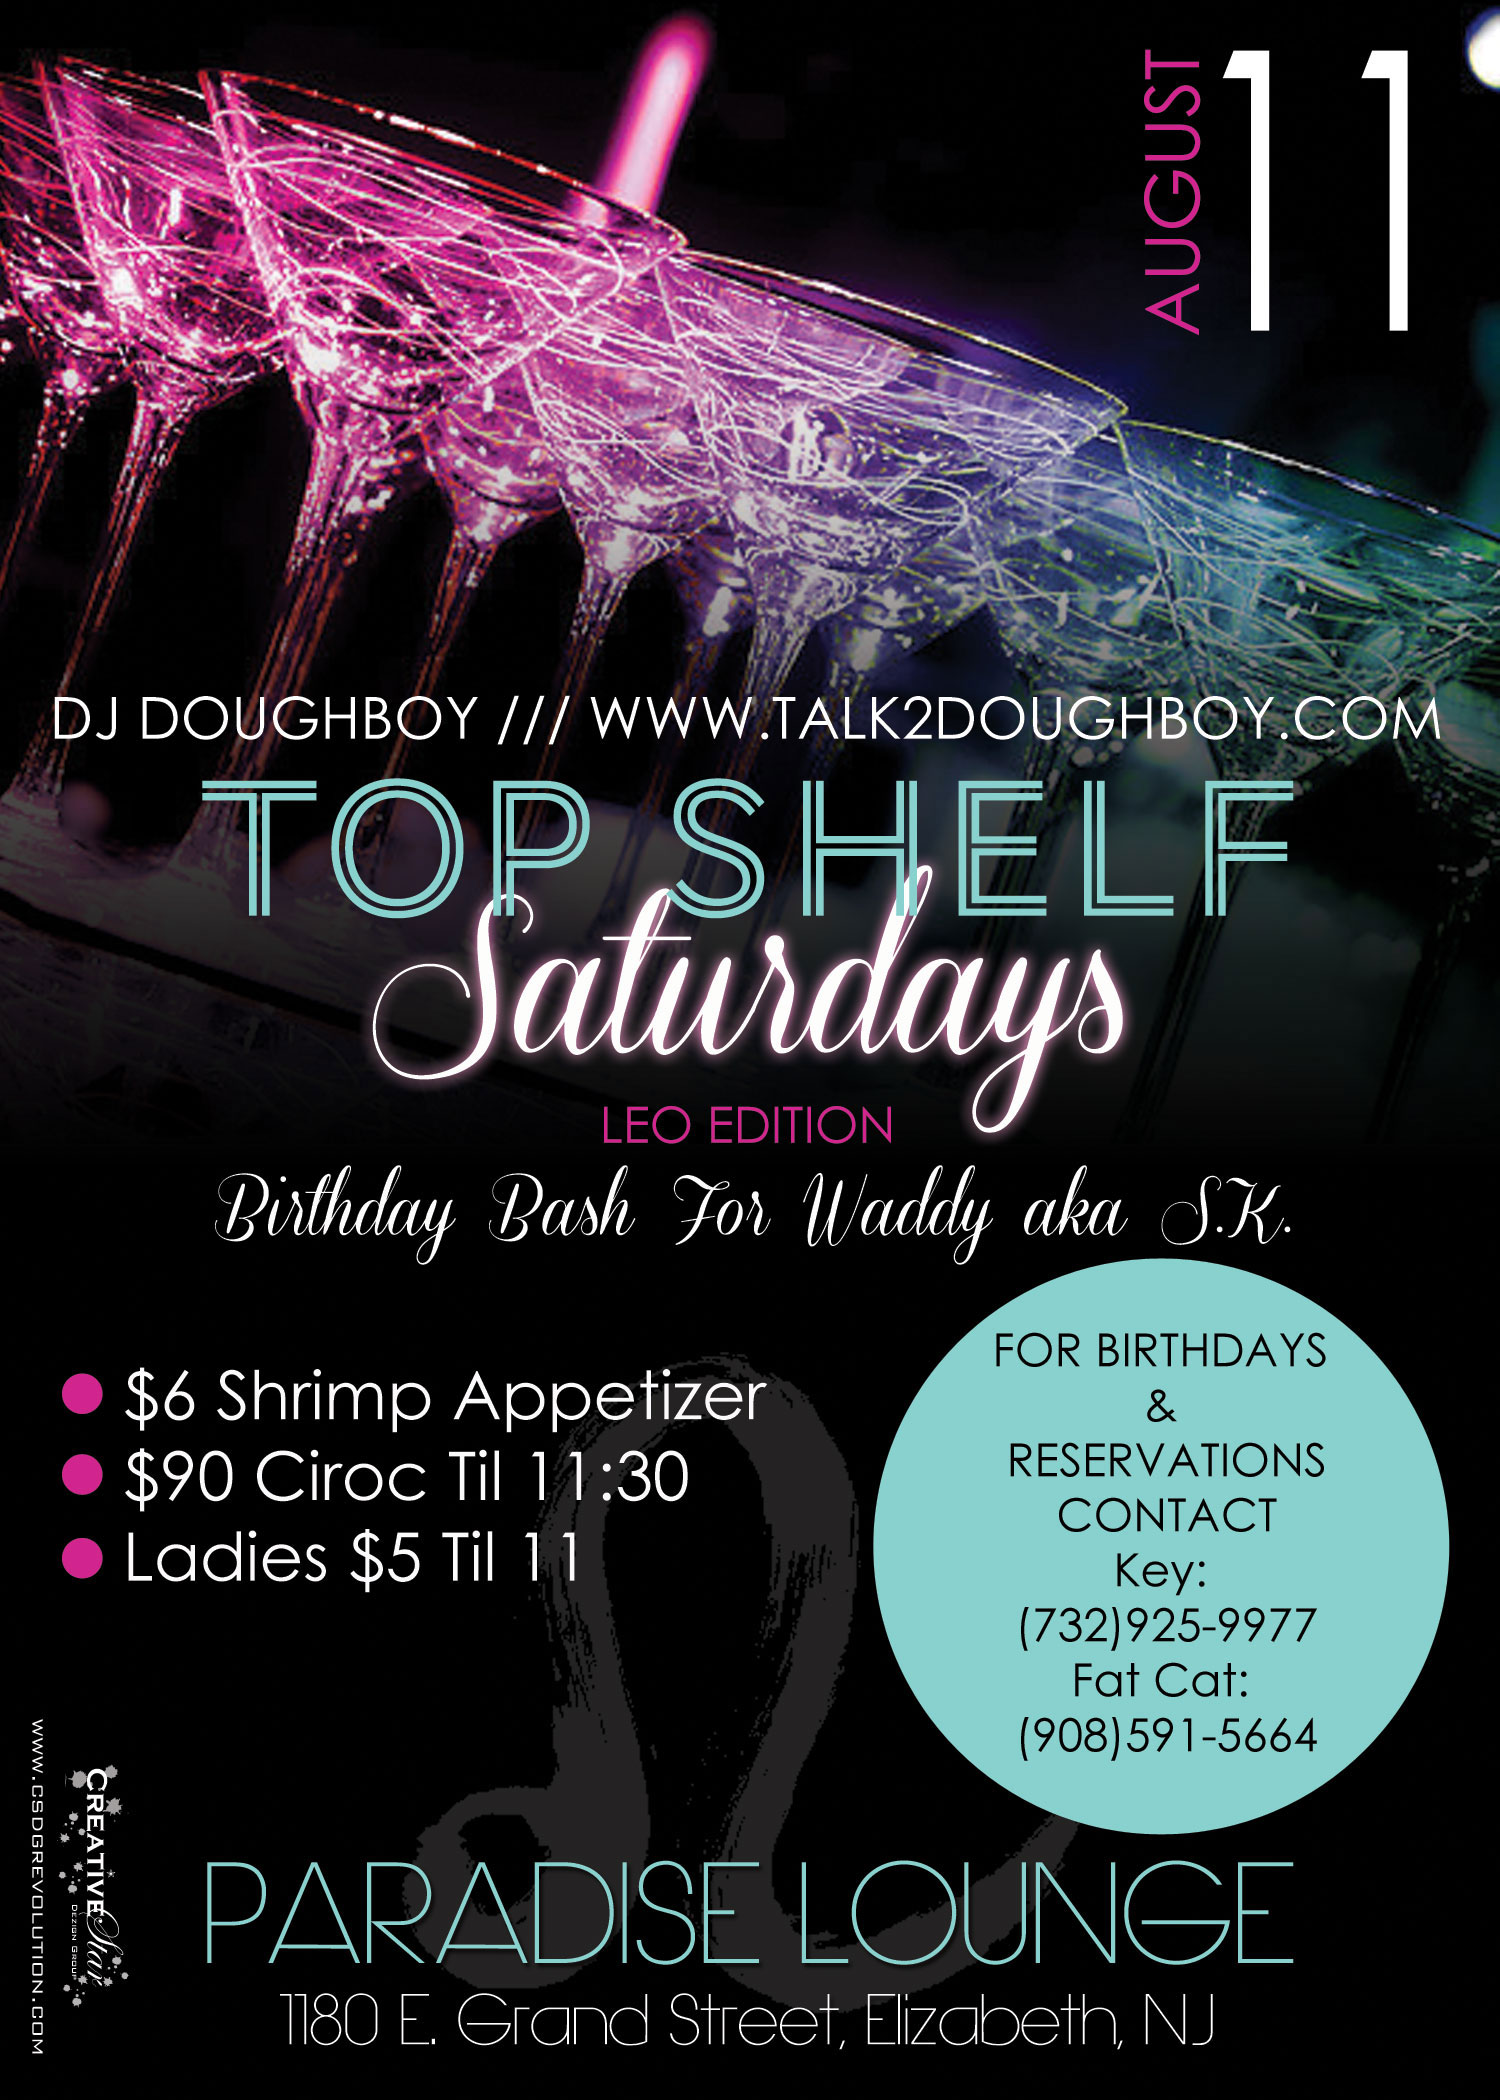 AUGUST 11
DJ DOUGHBOY /// WWW.TALK2DOUGHBOY.COM
TOP SHELF
Saturdays
LEO EDITION
Birthday Bash For Waddy aka S.K.
$6 Shrimp Appetizer
$90 Ciroc Til 11:30
Ladies $5 Til 11
FOR BIRTHDAYS
&
RESERVATIONS
CONTACT
Key:
(732)925-9977
Fat Cat:
(908)591-5664
WWW.CSDGREVOLUTION.COM
CREATIVE Star
DEZIGN GROUP
PARADISE LOUNGE
1180 E. Grand Street, Elizabeth, NJ